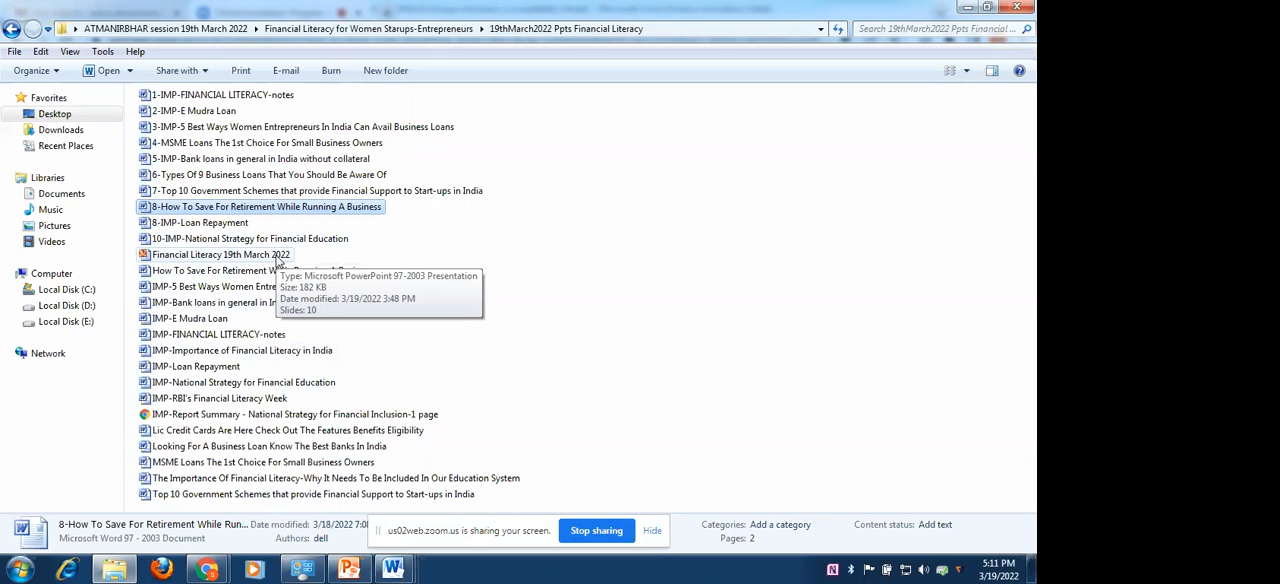 ATMANIRBHAR session 19th March 2022 ▸ Financial Literacy for Women Starups-Entrepreneurs ▸ 19thMarch2022 Ppts Financial Literacy
Search 19thMarch2022 Ppts Financial ...
File Edit View Tools Help
Organize Open Share with Print E-mail Burn New folder
Favorites
Desktop
Downloads
Recent Places
Libraries
Documents
Music
Pictures
Videos
Computer
Local Disk (C:)
Local Disk (D:)
Local Disk (E:)
Network
1-IMP-FINANCIAL LITERACY-notes
2-IMP-E Mudra Loan
3-IMP-5 Best Ways Women Entrepreneurs In India Can Avail Business Loans
4-MSME Loans The 1st Choice For Small Business Owners
5-IMP-Bank loans in general in India without collateral
6-Types Of 9 Business Loans That You Should Be Aware Of
7-Top 10 Government Schemes that provide Financial Support to Start-ups in India
8-How To Save For Retirement While Running A Business
8-IMP-Loan Repayment
10-IMP-National Strategy for Financial Education
Financial Literacy 19th March 2022
How To Save For Retirement
IMP-5 Best Ways Women
IMP-Bank loans in general in
IMP-E Mudra Loan
IMP-FINANCIAL LITERACY-notes
IMP-Importance of Financial Literacy in India
IMP-Loan Repayment
IMP-National Strategy for Financial Education
IMP-RBI's Financial Literacy Week
IMP-Report Summary - National Strategy for Financial Inclusion-1 page
Lic Credit Cards Are Here Check Out The Features Benefits Eligibility
Looking For A Business Loan Know The Best Banks In India
MSME Loans The 1st Choice For Small Business Owners
The Importance Of Financial Literacy-Why It Needs To Be Included In Our Education System
Top 10 Government Schemes that provide Financial Support to Start-ups in India
Type: Microsoft PowerPoint 97-2003 Presentation
Size: 182 KB
Date modified: 3/19/2022 3:48 PM
Slides: 10
8-How To Save For Retirement While Run... Date modified: 3/18/2022 7:0
Microsoft Word 97 - 2003 Document Authors: dell
us02web.zoom.us is sharing your screen. Stop sharing Hide
Categories: Add a category
Pages: 2
Content status: Add text
5:11 PM
3/19/2022